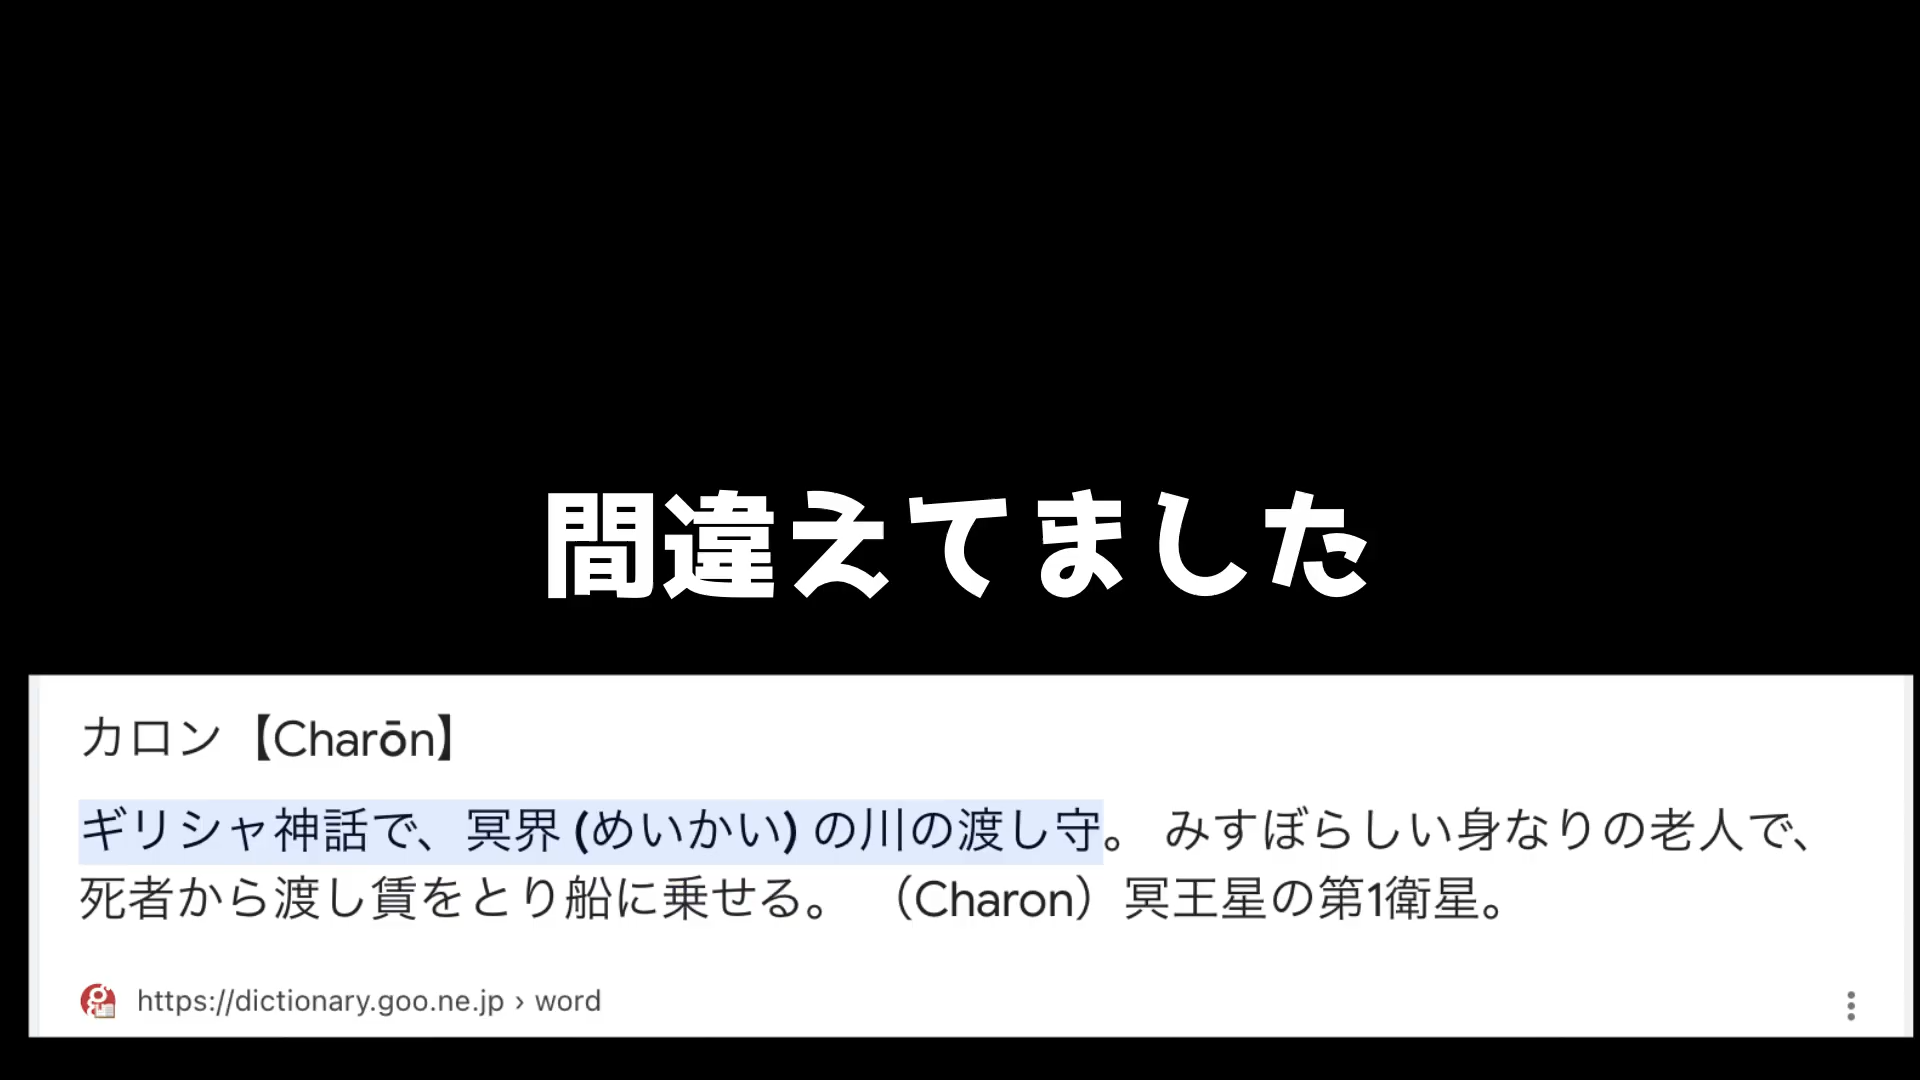 間違えてました
カロン【Charōn】
ギリシャ神話で、冥界 (めいかい) の川の渡し守。 みすぼらしい身なりの老人で、
死者から渡し賃をとり船に乗せる。 （Charon）冥王星の第1衛星。
https://dictionary.goo.ne.jp › word